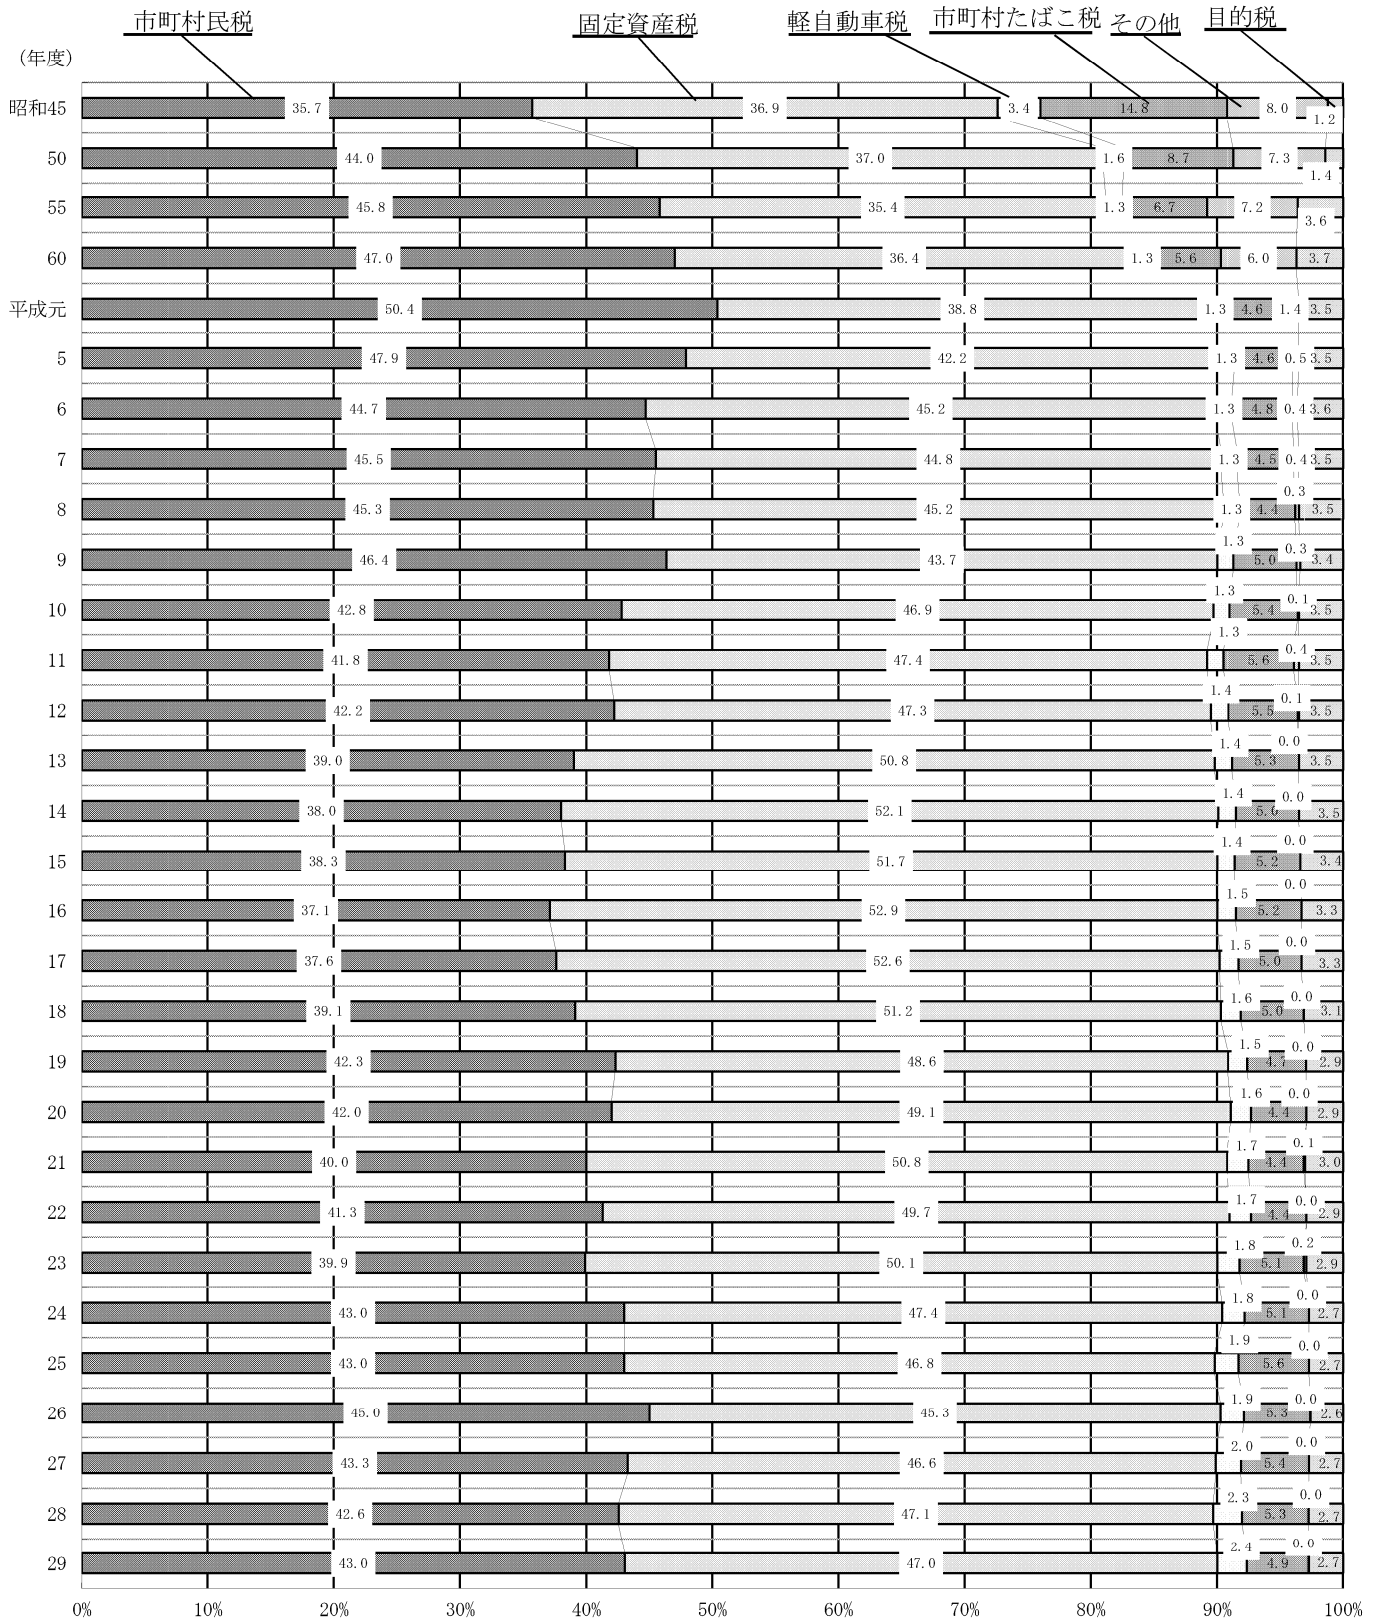 市町村民税 固定資産税 軽自動車税 市町村たばこ税 その他 目的税
（年度）
昭和45 35.7 36.9 3.4 14.8 8.0 1.2
50 44.0 37.0 1.6 8.7 7.3 1.4
55 45.8 35.4 1.3 6.7 7.2 3.6
60 47.0 36.4 1.3 5.6 6.0 3.7
平成元 50.4 38.8 1.3 4.6 1.4 3.5
5 47.9 42.2 1.3 4.6 0.5 3.5
6 44.7 45.2 1.3 4.8 0.4 3.6
7 45.5 44.8 1.3 4.5 0.4 3.5
8 45.3 45.2 1.3 4.4 0.3 3.5
9 46.4 43.7 1.3 5.0 0.3 3.4
10 42.8 46.9 1.3 5.4 0.1 3.5
11 41.8 47.4 1.3 5.6 0.4 3.5
12 42.2 47.3 1.4 5.5 0.1 3.5
13 39.0 50.8 1.4 5.3 0.0 3.5
14 38.0 52.1 1.4 5.0 0.0 3.5
15 38.3 51.7 1.4 5.2 0.0 3.4
16 37.1 52.9 1.5 5.2 0.0 3.3
17 37.6 52.6 1.5 5.0 0.0 3.3
18 39.1 51.2 1.6 5.0 0.0 3.1
19 42.3 48.6 1.5 4.7 0.0 2.9
20 42.0 49.1 1.6 4.4 0.0 2.9
21 40.0 50.8 1.7 4.4 0.1 3.0
22 41.3 49.7 1.7 4.4 0.0 2.9
23 39.9 50.1 1.8 5.1 0.2 2.9
24 43.0 47.4 1.8 5.1 0.0 2.7
25 43.0 46.8 1.9 5.6 0.0 2.7
26 45.0 45.3 1.9 5.3 0.0 2.6
27 43.3 46.6 2.0 5.4 0.0 2.7
28 42.6 47.1 2.3 5.3 0.0 2.7
29 43.0 47.0 2.4 4.9 0.0 2.7
0% 10% 20% 30% 40% 50% 60% 70% 80% 90% 100%